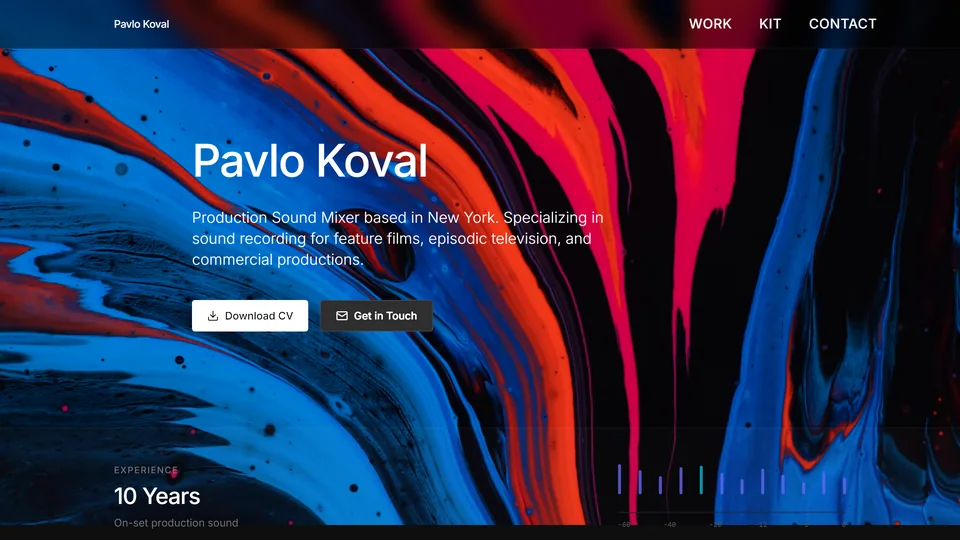 Pavlo Koval
WORK KIT CONTACT
Pavlo Koval
Production Sound Mixer based in New York. Specializing in
sound recording for feature films, episodic television, and
commercial productions.
Download CV Get in Touch
EXPERIENCE
10 Years
On-set production sound
-60 -40 -20 -12